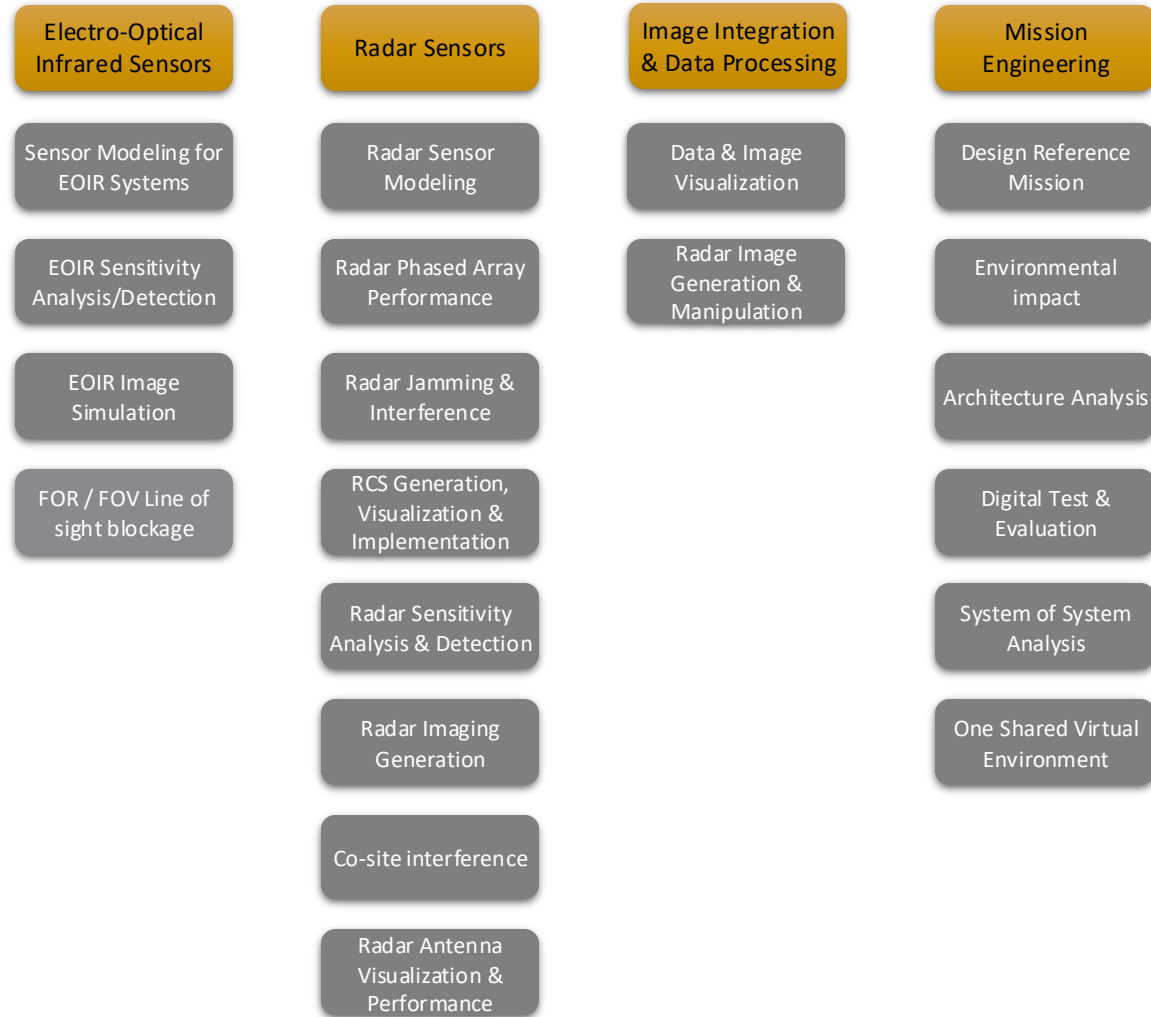 Electro-Optical
Infrared Sensors
Sensor Modeling for
EOIR Systems
EOIR Sensitivity
Analysis/Detection
EOIR Image
Simulation
FOR / FOV Line of
sight blockage
Radar Sensors
Radar Sensor
Modeling
Radar Phased Array
Performance
Radar Jamming &
Interference
RCS Generation,
Visualization &
Implementation
Radar Sensitivity
Analysis & Detection
Radar Imaging
Generation
Co-site interference
Radar Antenna
Visualization &
Performance
Image Integration
& Data Processing
Data & Image
Visualization
Radar Image
Generation &
Manipulation
Mission
Engineering
Design Reference
Mission
Environmental
impact
Architecture Analysis
Digital Test &
Evaluation
System of System
Analysis
One Shared Virtual
Environment